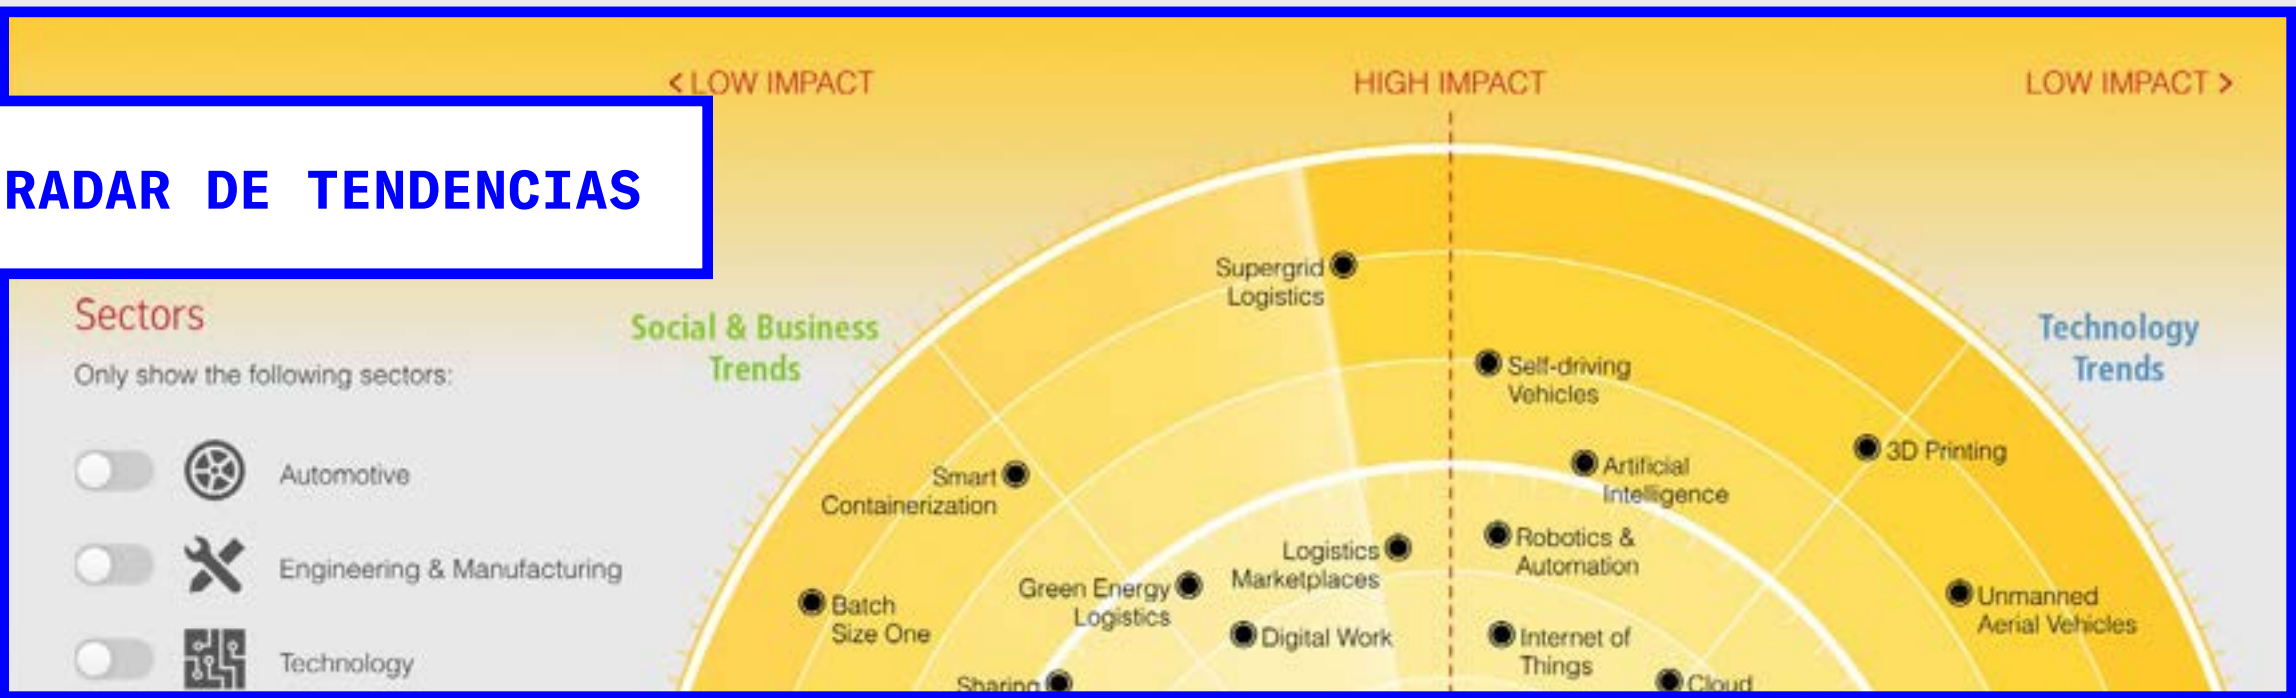 < LOW IMPACT
HIGH IMPACT
LOW IMPACT >
RADAR DE TENDENCIAS
Sectors
Only show the following sectors:
Automotive
Engineering & Manufacturing
Technology
Social & Business
Trends
Technology
Trends
Supergrid
Logistics
Self-driving
Vehicles
3D Printing
Artificial
Intelligence
Smart
Containerization
Robotics &
Automation
Logistics
Marketplaces
Green Energy
Logistics
Unmanned
Aerial Vehicles
Batch
Size One
Digital Work
Internet of
Things
Sharing
Cloud